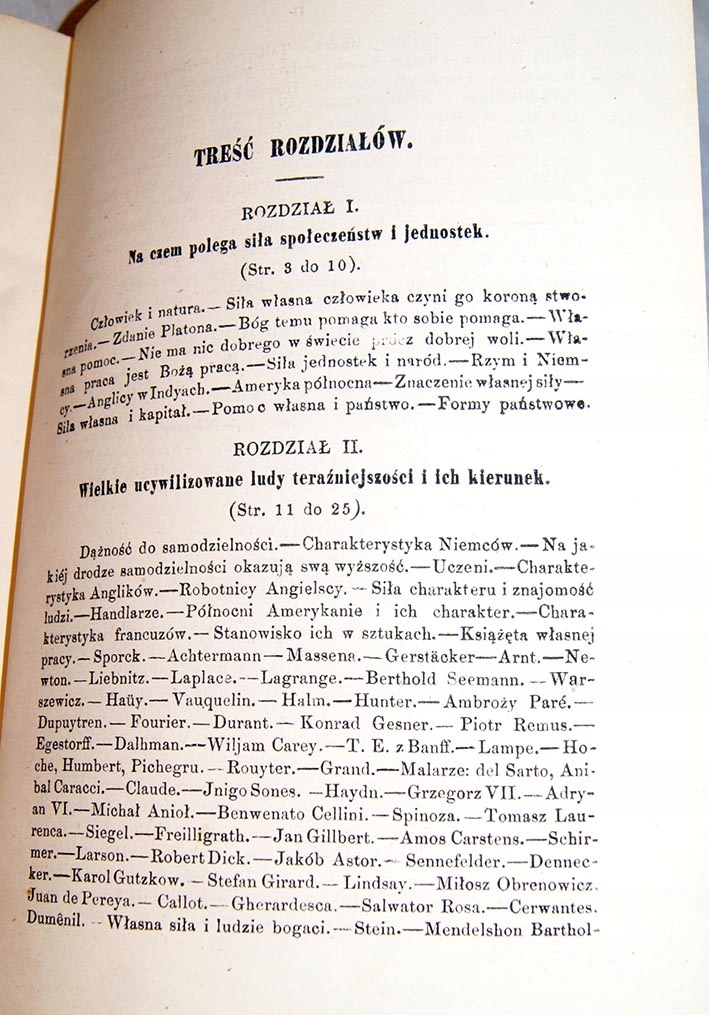 TREŚĆ ROZDZIAŁÓW.
ROZDZIAŁ I.
Na czem polega siła społeczeństw i jednostek.
(Str. 3 do 10).
Człowiek i natura.— Siła własna człowieka czyni go koroną stwo-
rzenia.— Zdanie Platona.—Bóg temu pomaga kto sobie pomaga.—Wła-
sna pomoc.—Nie ma nic dobrego w świecie prócz dobrej woli.—Wła-
sna praca jest Bożą pracą.—Siła jednostek i naród.—Rzym i Niem-
cy.—Anglicy w Indyach.—Ameryka północna—Znaczenie własnej siły—
Siła własna i kapitał.—Pomoc własna i państwo.—Formy państwowe.
ROZDZIAŁ II.
Wielkie ucywilizowane ludy teraźniejszości i ich kierunek.
(Str. 11 do 25).
Dążność do samodzielności.—Charakterystyka Niemców.—Na ja-
kiéj drodze samodzielności okazują swą wyższość.—Uczeni.—Charakte-
rystyka Anglików.—Robotnicy Angielscy.—Siła charakteru i znajomość
ludzi.—Handlarze.—Północni Amerykanie i ich charakter.—Chara-
kterystyka francuzów.—Stanowisko ich w sztukach.—Książęta własnej
pracy.—Sporck.—Achtermann—Massena.—Gerstäcker—Arnt.—Ne-
wton.—Liebnitz.—Laplace.—Lagrange.—Berthold Seemann.—War-
szewicz.—Haüy.—Vauquelin.—Halm.—Hunter.—Ambroży Paré.—
Dupuytren.—Fourier.—Durant.—Konrad Gesner.—Piotr Remus.—
Egestorff.—Dalhman.—Wiljam Carey.—T. E. z Banff.—Lampe.—Ho-
che, Humbert, Pichegru.—Rouyter.—Grand.—Malarze: del Sarto, Ani-
bal Caracci.—Claude.—Jnigo Sones.—Haydn.—Grzegorz VII.—Adry-
an VI.—Michał Anioł.—Benwenato Cellini.—Spinoza.—Tomasz Lau-
renca.—Siegel.—Freilligrath.—Jan Gillbert.—Amos Carstens.—Schir-
mer.—Larson.—Robert Dick.—Jakób Astor.—Sennefelder.—Dennec-
ker.—Karol Gutzkow.—Stefan Girard.—Lindsay.—Miłosz Obrenowicz.
Juan de Pereya.—Callot.—Gherardesca.—Salwator Rosa.—Cerwantes.
Dumênil.—Własna siła i ludzie bogaci.—Stein.—Mendelshon Barthol-